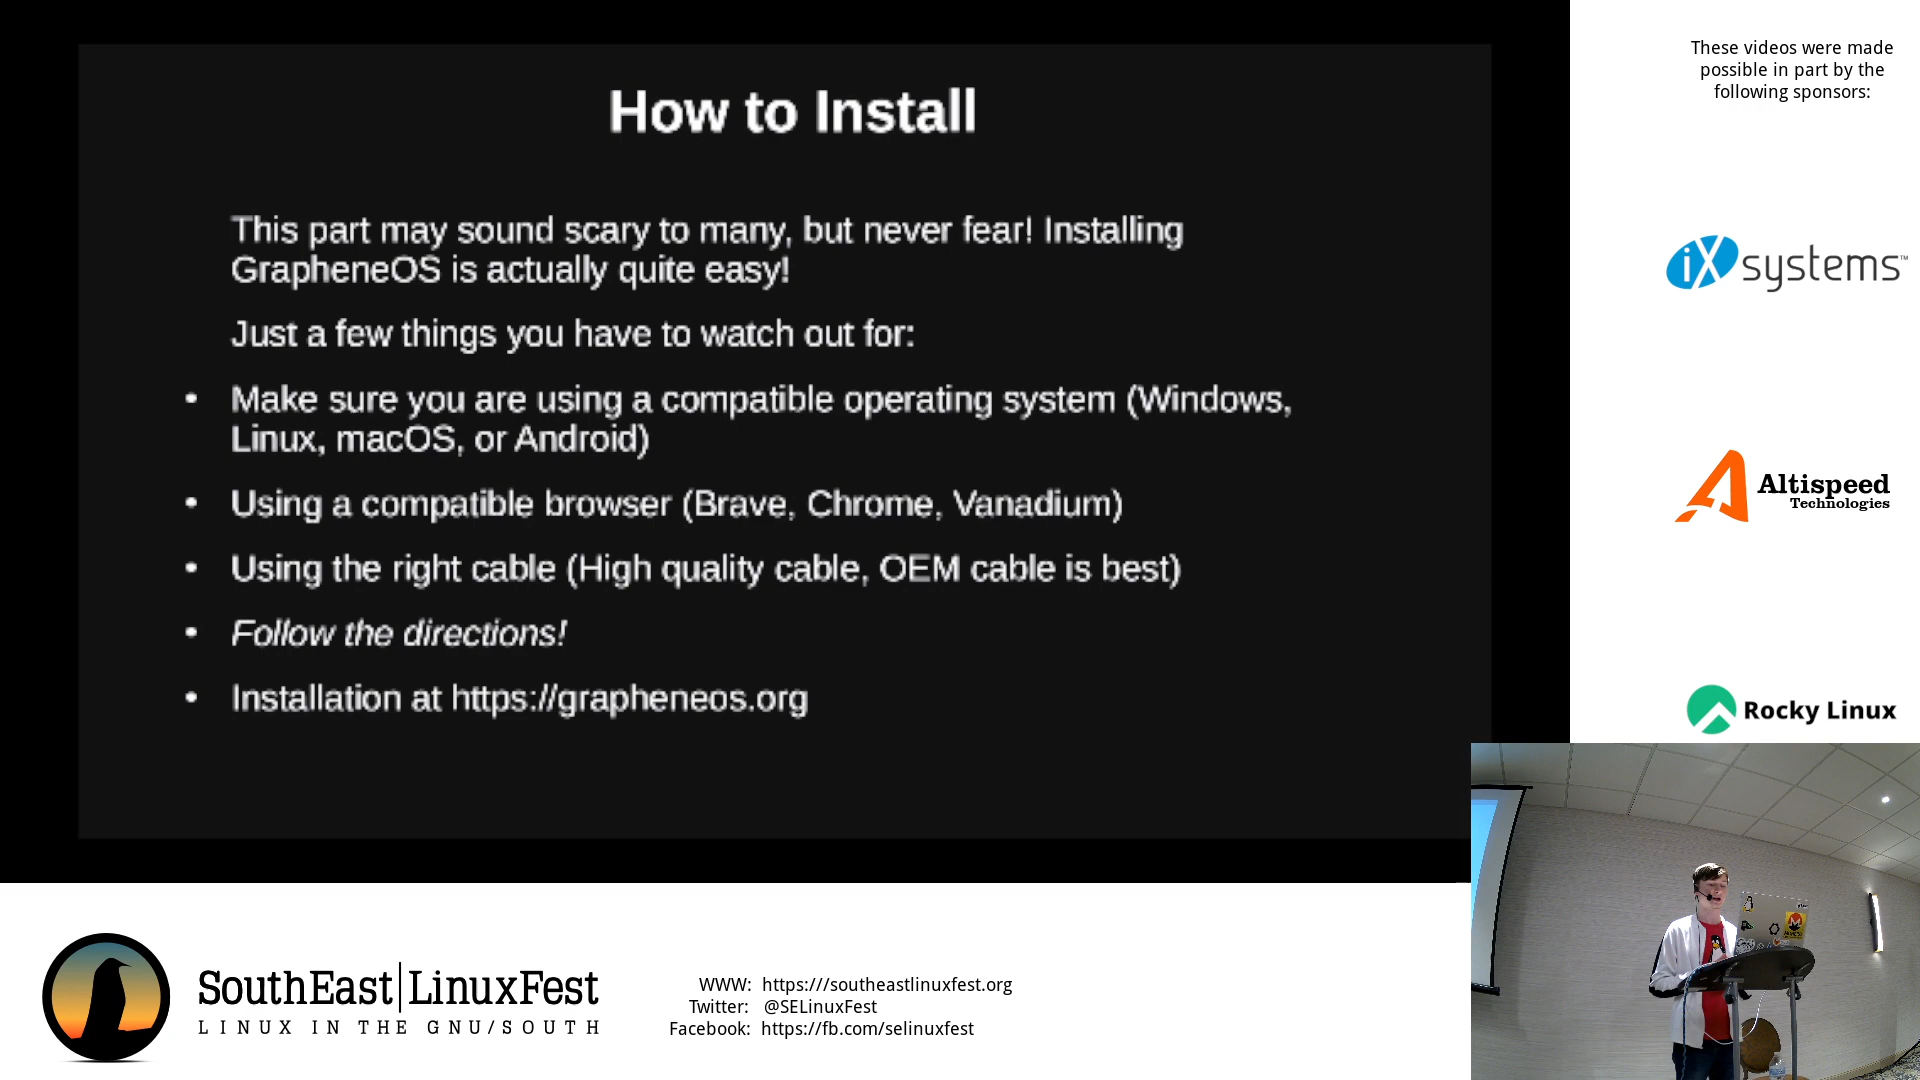 How to Install
This part may sound scary to many, but never fear! Installing
GrapheneOS is actually quite easy!
Just a few things you have to watch out for:
• Make sure you are using a compatible operating system (Windows,
Linux, macOS, or Android)
• Using a compatible browser (Brave, Chrome, Vanadium)
• Using the right cable (High quality cable, OEM cable is best)
• Follow the directions!
• Installation at https://grapheneos.org
These videos were made
possible in part by the
following sponsors:
iXsystems™
Altispeed
Technologies
Rocky Linux
SouthEast|LinuxFest
LINUX IN THE GNU/SOUTH
WWW: https:///southeastlinuxfest.org
Twitter: @SELinuxFest
Facebook: https://fb.com/selinuxfest